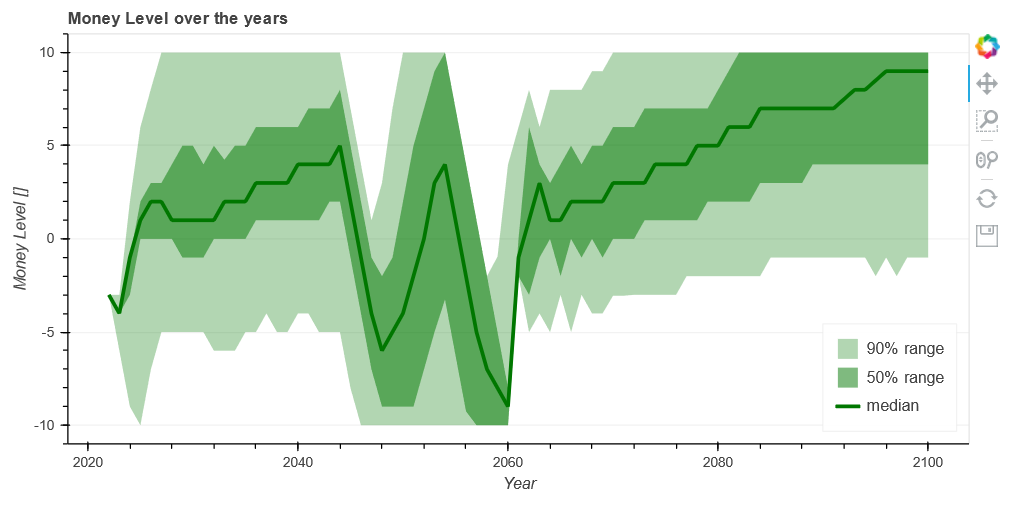 Money Level over the years
10
5
0
-5
-10
Money Level []
2020
2040
2060
2080
2100
Year
90% range
50% range
median